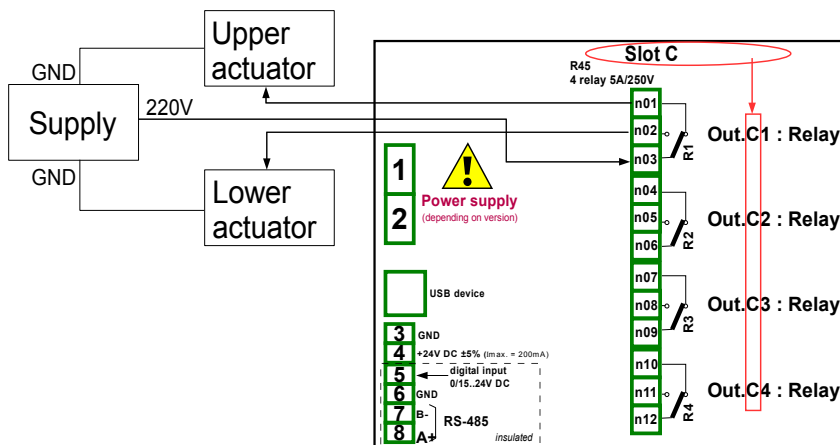 Upper
actuator
GND
Supply
220V
GND
Lower
actuator
Slot C
R45
4 relay 5A/250V
n01
n02
n03
R1
Out.C1 : Relay
n04
n05
n06
R2
Out.C2 : Relay
n07
n08
n09
R3
Out.C3 : Relay
n10
n11
n12
R4
Out.C4 : Relay
1
2
!
Power supply
(depending on version)
USB device
3 GND
4 +24V DC ±5% (Imax. = 200mA)
5 digital input
0/15..24V DC
6 GND
7 B-
RS-485
8 A+
insulated